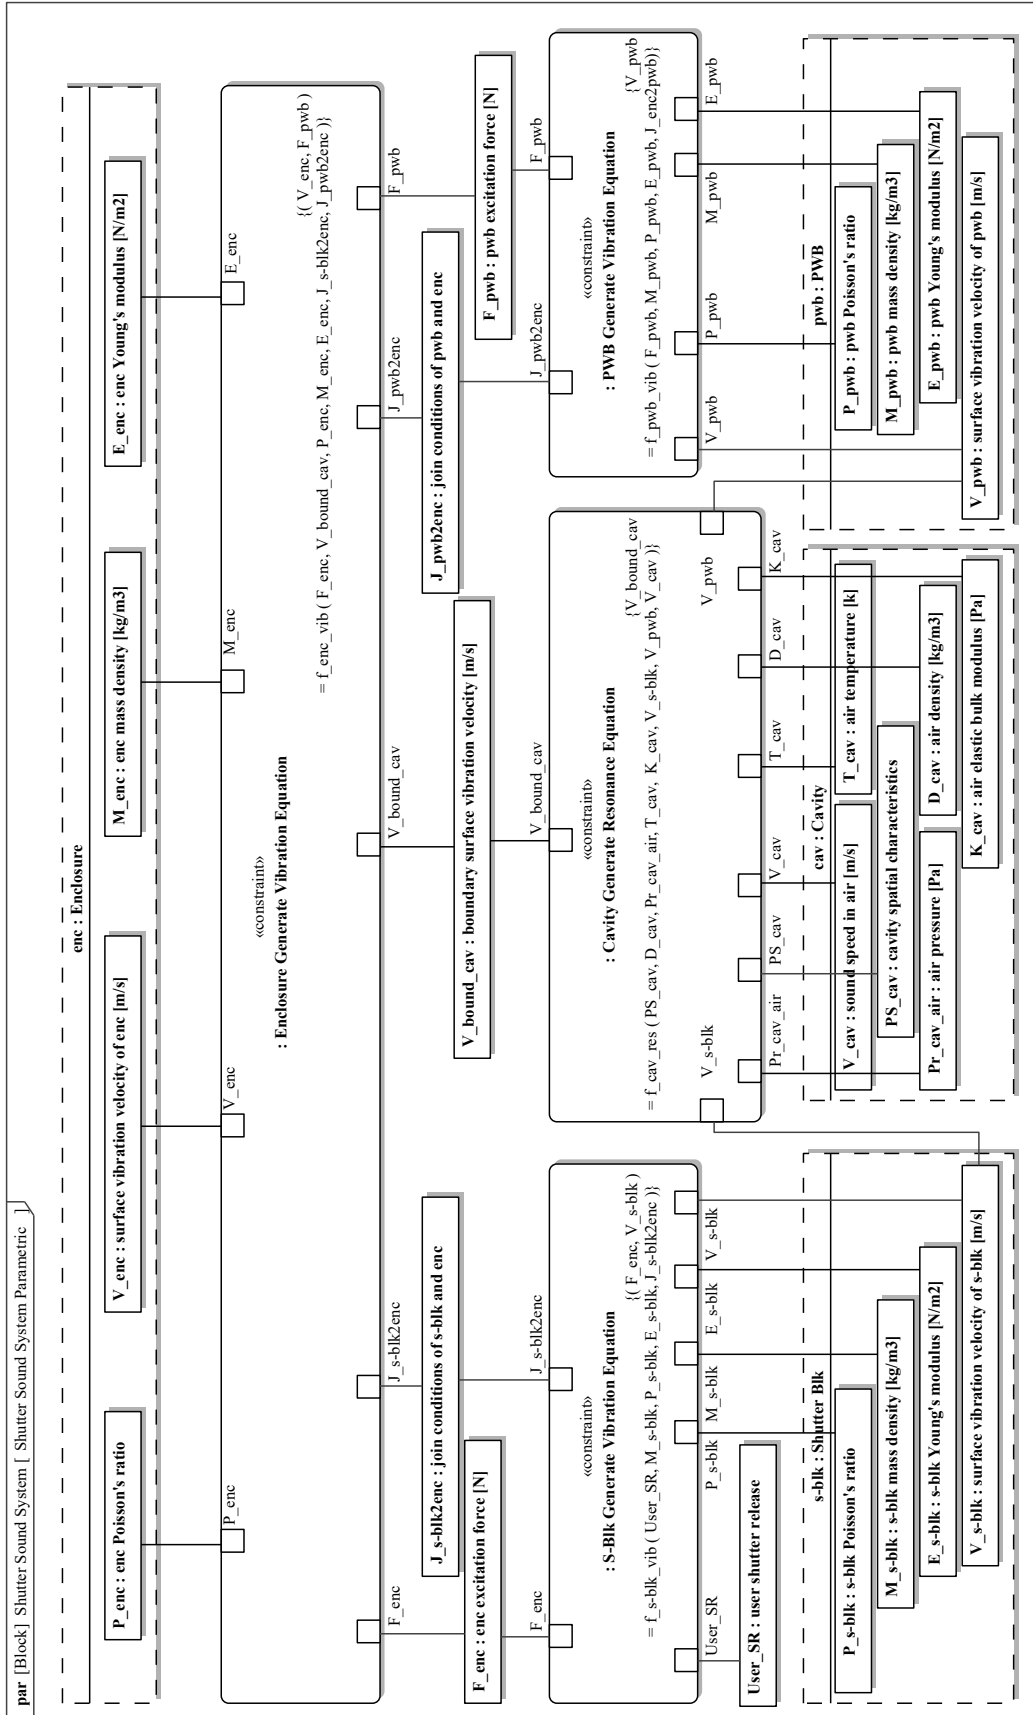 par [Block] Shutter Sound System [ Shutter Sound System Parametric ]
enc : Enclosure
P_enc : enc Poisson's ratio
V_enc : surface vibration velocity of enc [m/s]
M_enc : enc mass density [kg/m3]
E_enc : enc Young's modulus [N/m2]
P_enc
V_enc
M_enc
E_enc
«constraint»
: Enclosure Generate Vibration Equation
{( V_enc, F_pwb )
= f_enc_vib ( F_enc, V_bound_cav, P_enc, M_enc, E_enc, J_s-blk2enc, J_pwb2enc )}
F_enc
J_s-blk2enc
V_bound_cav
J_pwb2enc
F_pwb
J_s-blk2enc : join conditions of s-blk and enc
J_pwb2enc : join conditions of pwb and enc
V_bound_cav : boundary surface vibration velocity [m/s]
F_enc : enc excitation force [N]
F_pwb : pwb excitation force [N]
F_enc
J_s-blk2enc
V_bound_cav
J_pwb2enc
F_pwb
«constraint»
: S-Blk Generate Vibration Equation
{( F_enc, V_s-blk )
= f_s-blk_vib ( User_SR, M_s-blk, P_s-blk, E_s-blk, J_s-blk2enc )}
User_SR
P_s-blk
M_s-blk
E_s-blk
V_s-blk
«constraint»
: Cavity Generate Resonance Equation
{V_bound_cav
= f_cav_res ( PS_cav, D_cav, Pr_cav_air, T_cav, K_cav, V_s-blk, V_pwb, V_cav )}
V_s-blk
V_pwb
Pr_cav_air
PS_cav
V_cav
T_cav
D_cav
K_cav
«constraint»
: PWB Generate Vibration Equation
{V_pwb
= f_pwb_vib ( F_pwb, M_pwb, P_pwb, E_pwb, J_enc2pwb)}
V_pwb
P_pwb
M_pwb
E_pwb
User_SR : user shutter release
s-blk : Shutter Blk
P_s-blk : s-blk Poisson's ratio
M_s-blk : s-blk mass density [kg/m3]
E_s-blk : s-blk Young's modulus [N/m2]
V_s-blk : surface vibration velocity of s-blk [m/s]
cav : Cavity
V_cav : sound speed in air [m/s]
T_cav : air temperature [k]
PS_cav : cavity spatial characteristics
Pr_cav_air : air pressure [Pa]
D_cav : air density [kg/m3]
K_cav : air elastic bulk modulus [Pa]
pwb : PWB
P_pwb : pwb Poisson's ratio
M_pwb : pwb mass density [kg/m3]
E_pwb : pwb Young's modulus [N/m2]
V_pwb : surface vibration velocity of pwb [m/s]